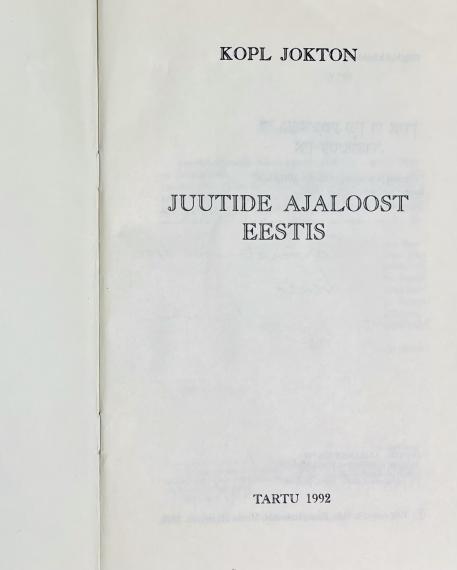 KOPL JOKTON
JUUTIDE AJALOOST
EESTIS
TARTU 1992